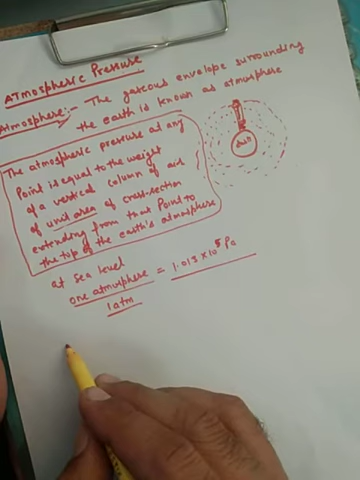 ATMOSPHERIC PRESSURE
Atmosphere:- The gaseous envelope surrounding
the earth is known as atmosphere
The atmospheric pressure at any
Point is equal to the weight
of a vertical column of air
of unit area of cross-section
extending from that Point to
the top of the earth's atmosphere
Earth
at Sea level
one atmosphere = 1.013 × 10⁵ Pa
1 atm